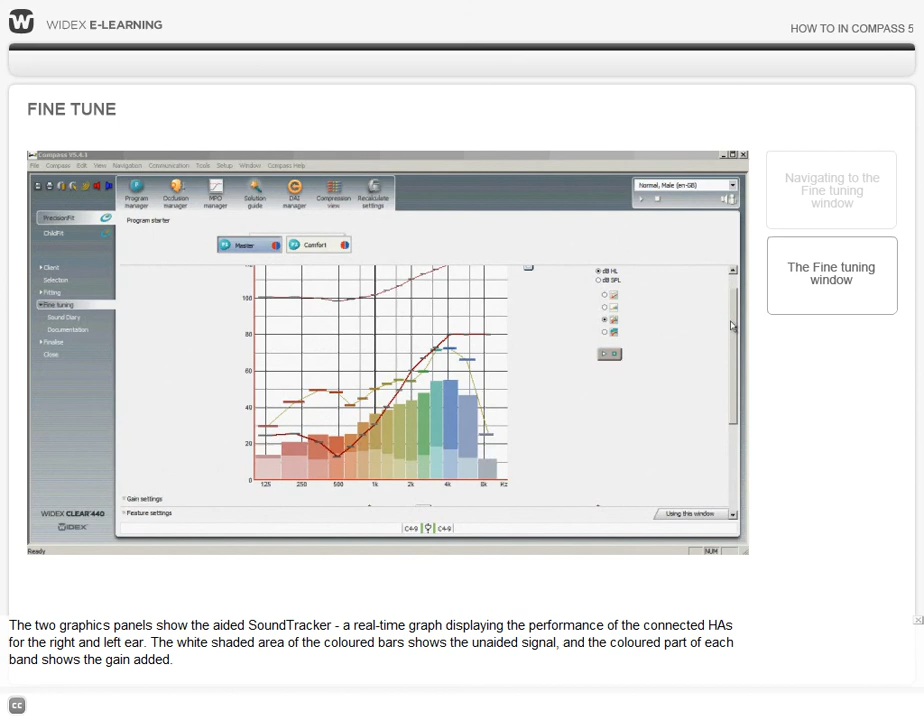 WIDEX E-LEARNING
HOW TO IN COMPASS 5
FINE TUNE
Compass V5.4.1
File Compass Edit View Navigation Communication Tools Setup Window Compass Help
Program manager
Occlusion manager
MPO manager
Solution guide
DAI manager
Compression view
Recalculate settings
Normal, Male (en-GB)
PrecisionFit
ChildFit
Program starter
Master
Comfort
Client
Selection
Fitting
Fine tuning
Sound Diary
Documentation
Finalise
Close
dB HL
dB SPL
100
80
60
40
20
0
125 250 500 1k 2k 4k 8k Hz
Gain settings
Feature settings
Using this window
WIDEX CLEAR 440
WIDEX
C4-9 C4-9
Ready
NUM
Navigating to the
Fine tuning
window
The Fine tuning
window
The two graphics panels show the aided SoundTracker - a real-time graph displaying the performance of the connected HAs
for the right and left ear. The white shaded area of the coloured bars shows the unaided signal, and the coloured part of each
band shows the gain added.
cc